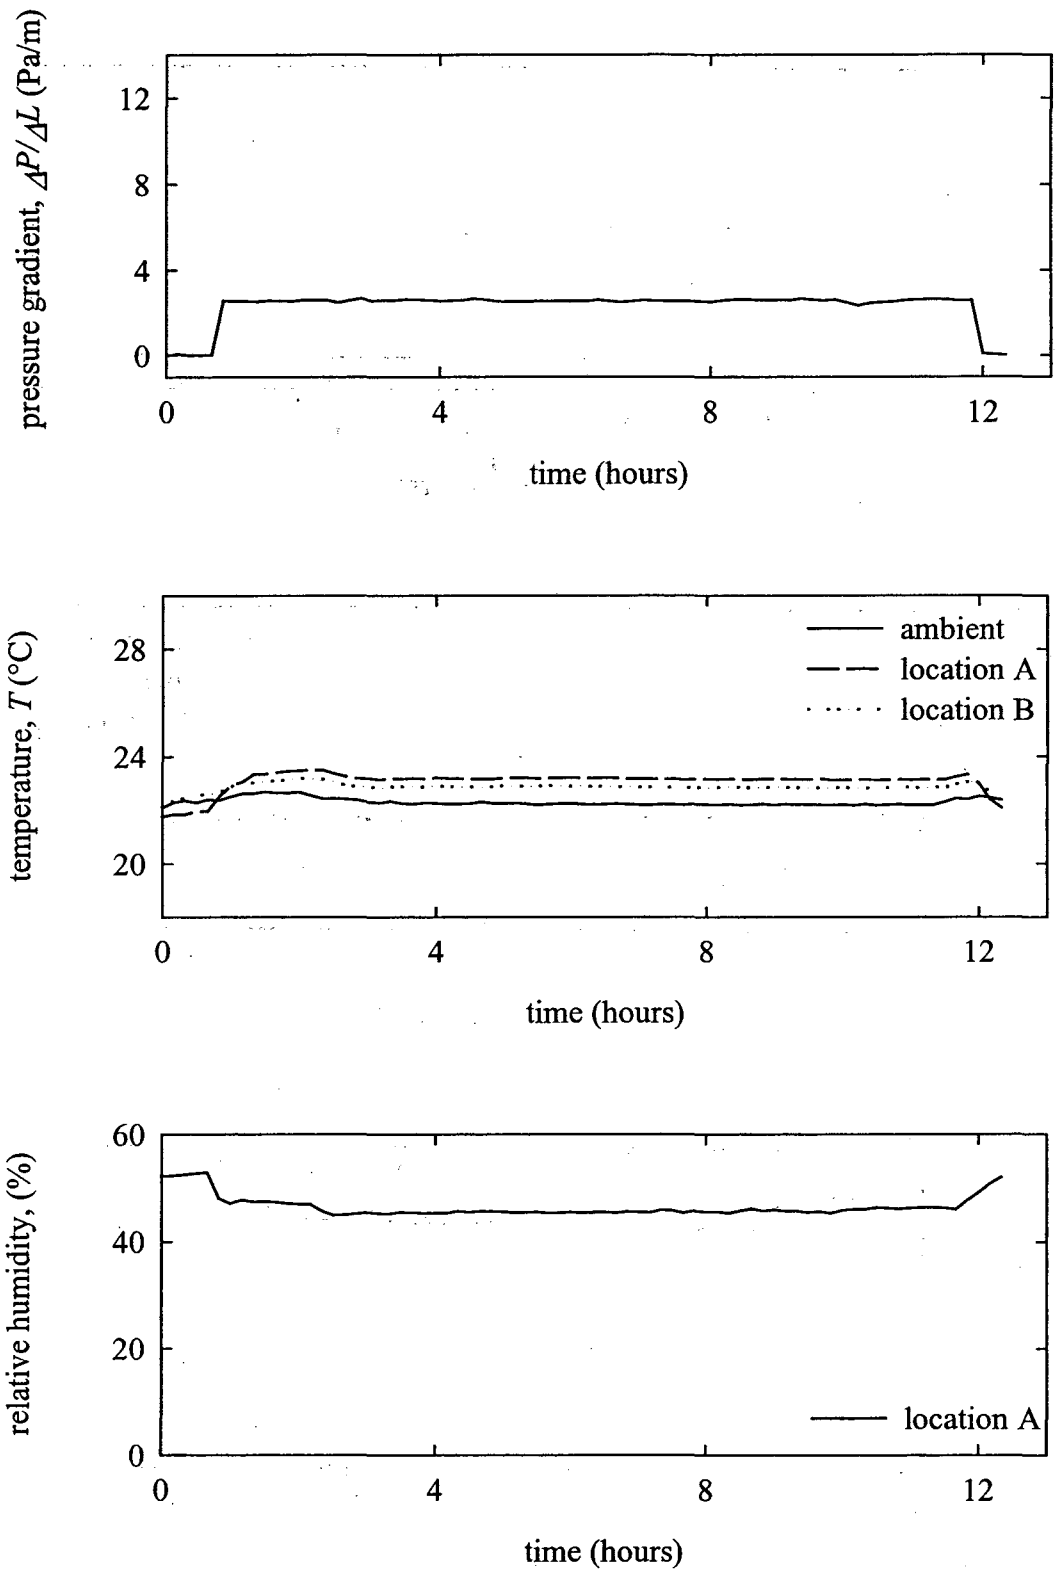 pressure gradient, ΔP/ΔL (Pa/m)
12
8
4
0
0 4 8 12
time (hours)
temperature, T (°C)
28
24
20
ambient
location A
location B
0 4 8 12
time (hours)
relative humidity, (%)
60
40
20
0
location A
0 4 8 12
time (hours)